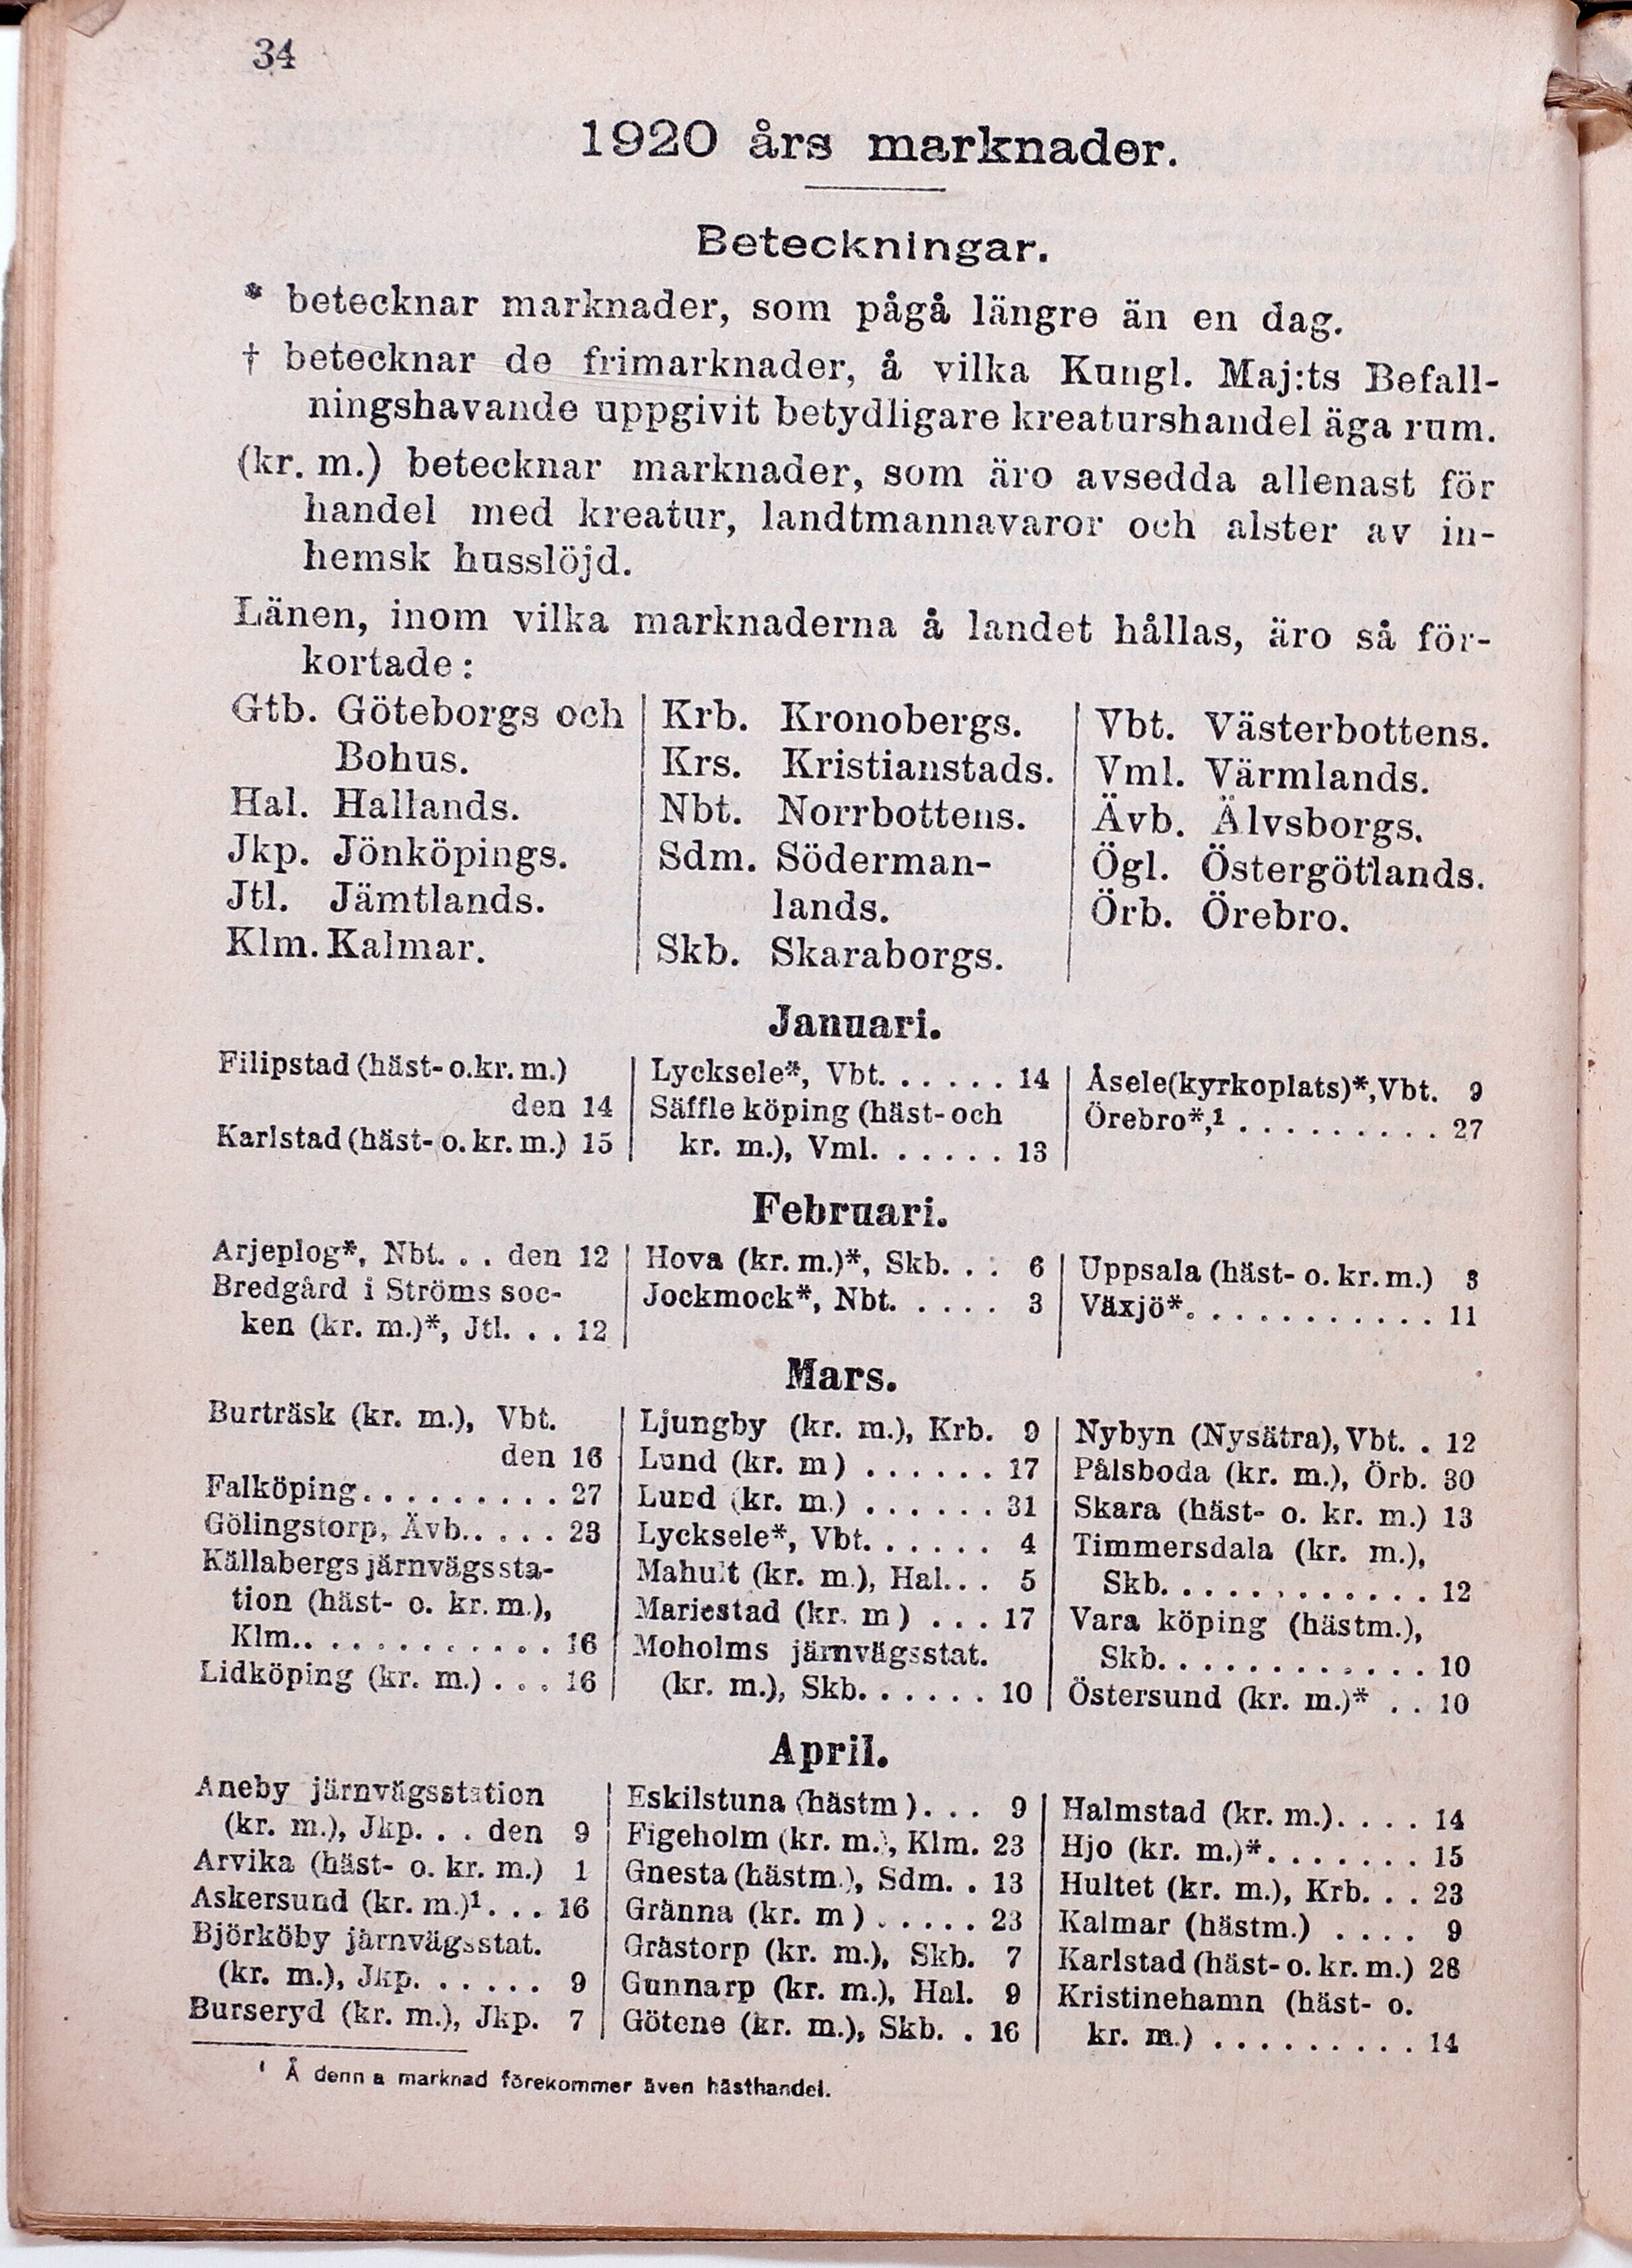 34
1920 års marknader.
Beteckningar.
* betecknar marknader, som pågå längre än en dag.
† betecknar de frimarknader, å vilka Kungl. Maj:ts Befall-
ningshavande uppgivit betydligare kreaturshandel äga rum.
(kr. m.) betecknar marknader, som äro avsedda allenast för
handel med kreatur, landtmannavaror och alster av in-
hemsk husslöjd.
Länen, inom vilka marknaderna å landet hållas, äro så för-
kortade:
Gtb. Göteborgs och
Bohus.
Hal. Hallands.
Jkp. Jönköpings.
Jtl. Jämtlands.
Klm. Kalmar.
Krb. Kronobergs.
Krs. Kristianstads.
Nbt. Norrbottens.
Sdm. Söderman-
lands.
Skb. Skaraborgs.
Vbt. Västerbottens.
Vml. Värmlands.
Ävb. Älvsborgs.
Ögl. Östergötlands.
Örb. Örebro.
Januari.
Filipstad (häst- o. kr. m.)
den 14
Karlstad (häst- o. kr. m.) 15
Lycksele*, Vbt. . . . . . 14
Säffle köping (häst- och
kr. m.), Vml. . . . . . 13
Åsele (kyrkoplats)*, Vbt. 9
Örebro*,¹ . . . . . . . . . 27
Februari.
Arjeplog*, Nbt. . . den 12
Bredgård i Ströms soc-
ken (kr. m.)*, Jtl. . . 12
Hova (kr. m.)*, Skb. . . 6
Jockmock*, Nbt. . . . . 3
Uppsala (häst- o. kr. m.) 3
Växjö*. . . . . . . . . . . 11
Mars.
Burträsk (kr. m.), Vbt.
den 16
Falköping. . . . . . . . . 27
Gölingstorp, Ävb. . . . . 23
Källabergs järnvägssta-
tion (häst- o. kr. m.),
Klm. . . . . . . . . . . . 16
Lidköping (kr. m.) . . . 16
Ljungby (kr. m.), Krb. 9
Lund (kr. m) . . . . . . 17
Lund (kr. m.) . . . . . . 31
Lycksele*, Vbt. . . . . . 4
Mahult (kr. m.), Hal. . . 5
Mariestad (kr. m) . . . 17
Moholms järnvägsstat.
(kr. m.), Skb. . . . . . 10
Nybyn (Nysätra), Vbt. . 12
Pålsboda (kr. m.), Örb. 30
Skara (häst- o. kr. m.) 13
Timmersdala (kr. m.),
Skb. . . . . . . . . . . . 12
Vara köping (hästm.),
Skb. . . . . . . . . . . . 10
Östersund (kr. m.)* . . 10
April.
Aneby järnvägsstation
(kr. m.), Jkp. . . den 9
Arvika (häst- o. kr. m.) 1
Askersund (kr. m.)¹. . . 16
Björköby järnvägsstat.
(kr. m.), Jkp. . . . . . 9
Burseryd (kr. m.), Jkp. 7
Eskilstuna (hästm). . . 9
Figeholm (kr. m.), Klm. 23
Gnesta (hästm.), Sdm. . 13
Gränna (kr. m) . . . . . 23
Grästorp (kr. m.), Skb. 7
Gunnarp (kr. m.), Hal. 9
Götene (kr. m.), Skb. . 16
Halmstad (kr. m.). . . . 14
Hjo (kr. m.)*. . . . . . . 15
Hultet (kr. m.), Krb. . . 23
Kalmar (hästm.) . . . . 9
Karlstad (häst- o. kr. m.) 28
Kristinehamn (häst- o.
kr. m.) . . . . . . . . . 14
¹ Å denna marknad förekommer även hästhandel.